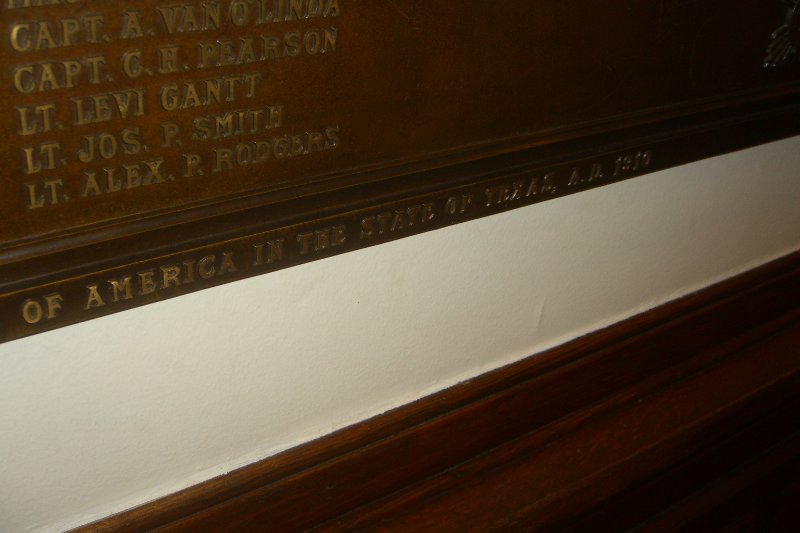 CAPT. A. VAN O'LINDA
CAPT. C. H. PEARSON
LT. LEVI GANTT
LT. JOS. P. SMITH
LT. ALEX. P. RODGERS
OF AMERICA IN THE STATE OF TEXAS, A.D. 1910